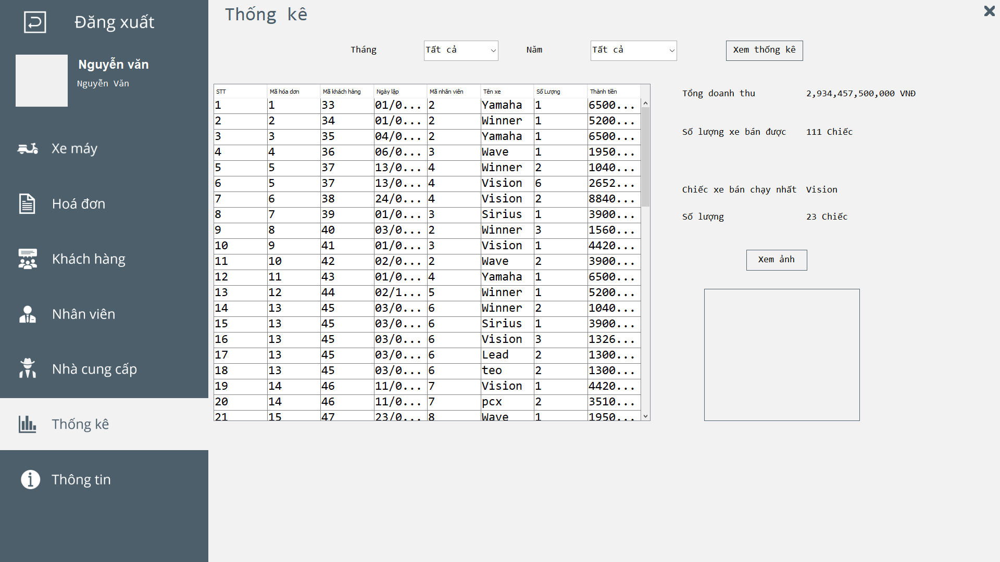 Đăng xuất
Nguyễn văn
Nguyễn Văn
Xe máy
Hoá đơn
Khách hàng
Nhân viên
Nhà cung cấp
Thống kê
Thông tin
Thống kê
Tháng Tất cả Năm Tất cả Xem thống kê
STT Mã hóa đơn Mã khách hàng Ngày lập Mã nhân viên Tên xe Số Lượng Thành tiền
1 1 33 01/0... 2 Yamaha 1 6500...
2 2 34 01/0... 2 Winner 1 5200...
3 3 35 04/0... 2 Yamaha 1 6500...
4 4 36 06/0... 3 Wave 1 1950...
5 5 37 13/0... 4 Winner 2 1040...
6 5 37 13/0... 4 Vision 6 2652...
7 6 38 24/0... 4 Vision 2 8840...
8 7 39 01/0... 3 Sirius 1 3900...
9 8 40 03/0... 2 Winner 3 1560...
10 9 41 01/0... 3 Vision 1 4420...
11 10 42 02/0... 2 Wave 2 3900...
12 11 43 01/0... 4 Yamaha 1 6500...
13 12 44 02/1... 5 Winner 1 5200...
14 13 45 03/0... 6 Winner 2 1040...
15 13 45 03/0... 6 Sirius 1 3900...
16 13 45 03/0... 6 Vision 3 1326...
17 13 45 03/0... 6 Lead 2 1300...
18 13 45 03/0... 6 teo 2 1300...
19 14 46 11/0... 7 Vision 1 4420...
20 14 46 11/0... 7 pcx 2 3510...
21 15 47 23/0... 8 Wave 1 1950...
Tổng doanh thu 2,934,457,500,000 VNĐ
Số lượng xe bán được 111 Chiếc
Chiếc xe bán chạy nhất Vision
Số lượng 23 Chiếc
Xem ảnh